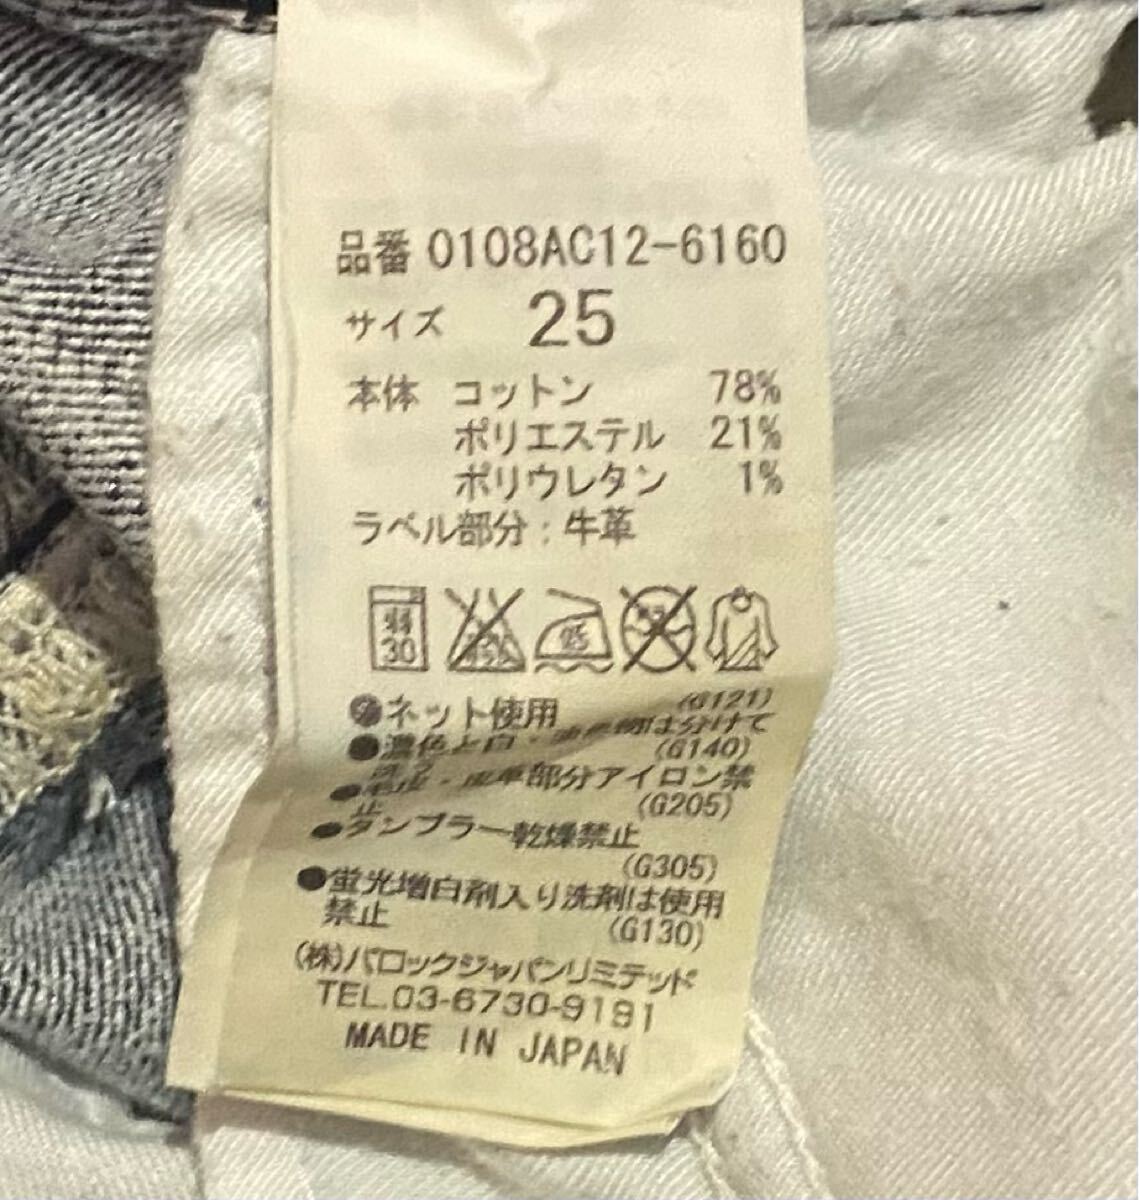 品番 0108AC12-6160
サイズ 25
本体 コットン 78%
ポリエステル 21%
ポリウレタン 1%
ラベル部分:牛革
30
●ネット使用 (G121)
●濃色と白・は分けて
(G140)
・皮革部分アイロン禁
止 (G205)
●タンブラー乾燥禁止
(G305)
●蛍光増白剤入り洗剤は使用
禁止 (G130)
(株)バロックジャパンリミテッド
TEL.03-6730-9191
MADE IN JAPAN